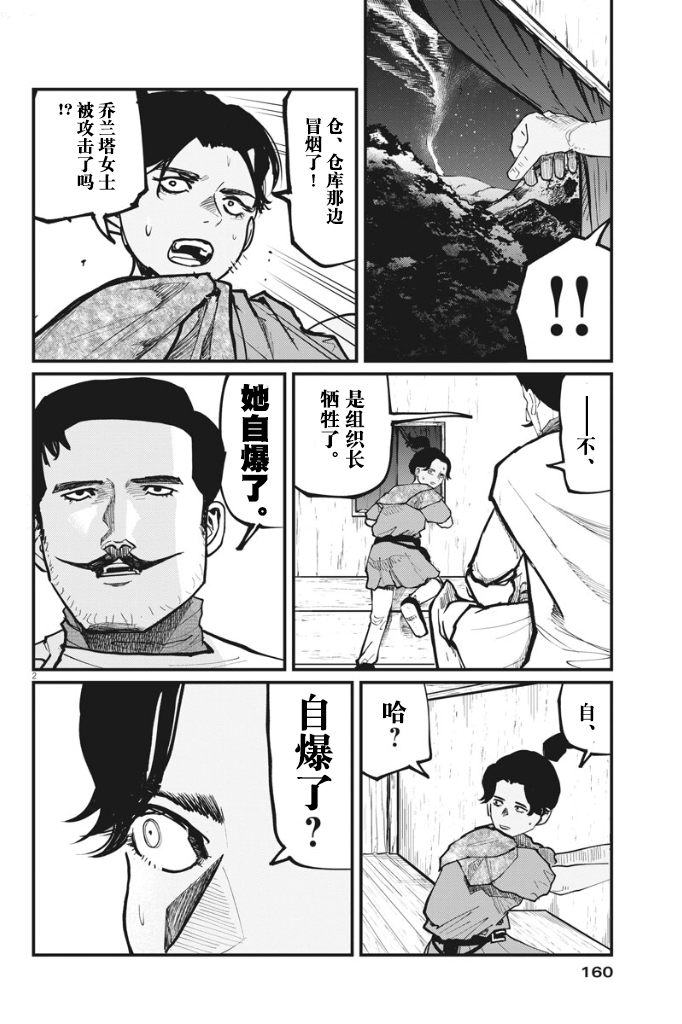 !!
仓、仓库那边
冒烟了！
乔兰塔女士
被攻击了吗
!?
——不、
是组织长
牺牲了。
她自爆了。
自、
哈？
自爆了？
2
160